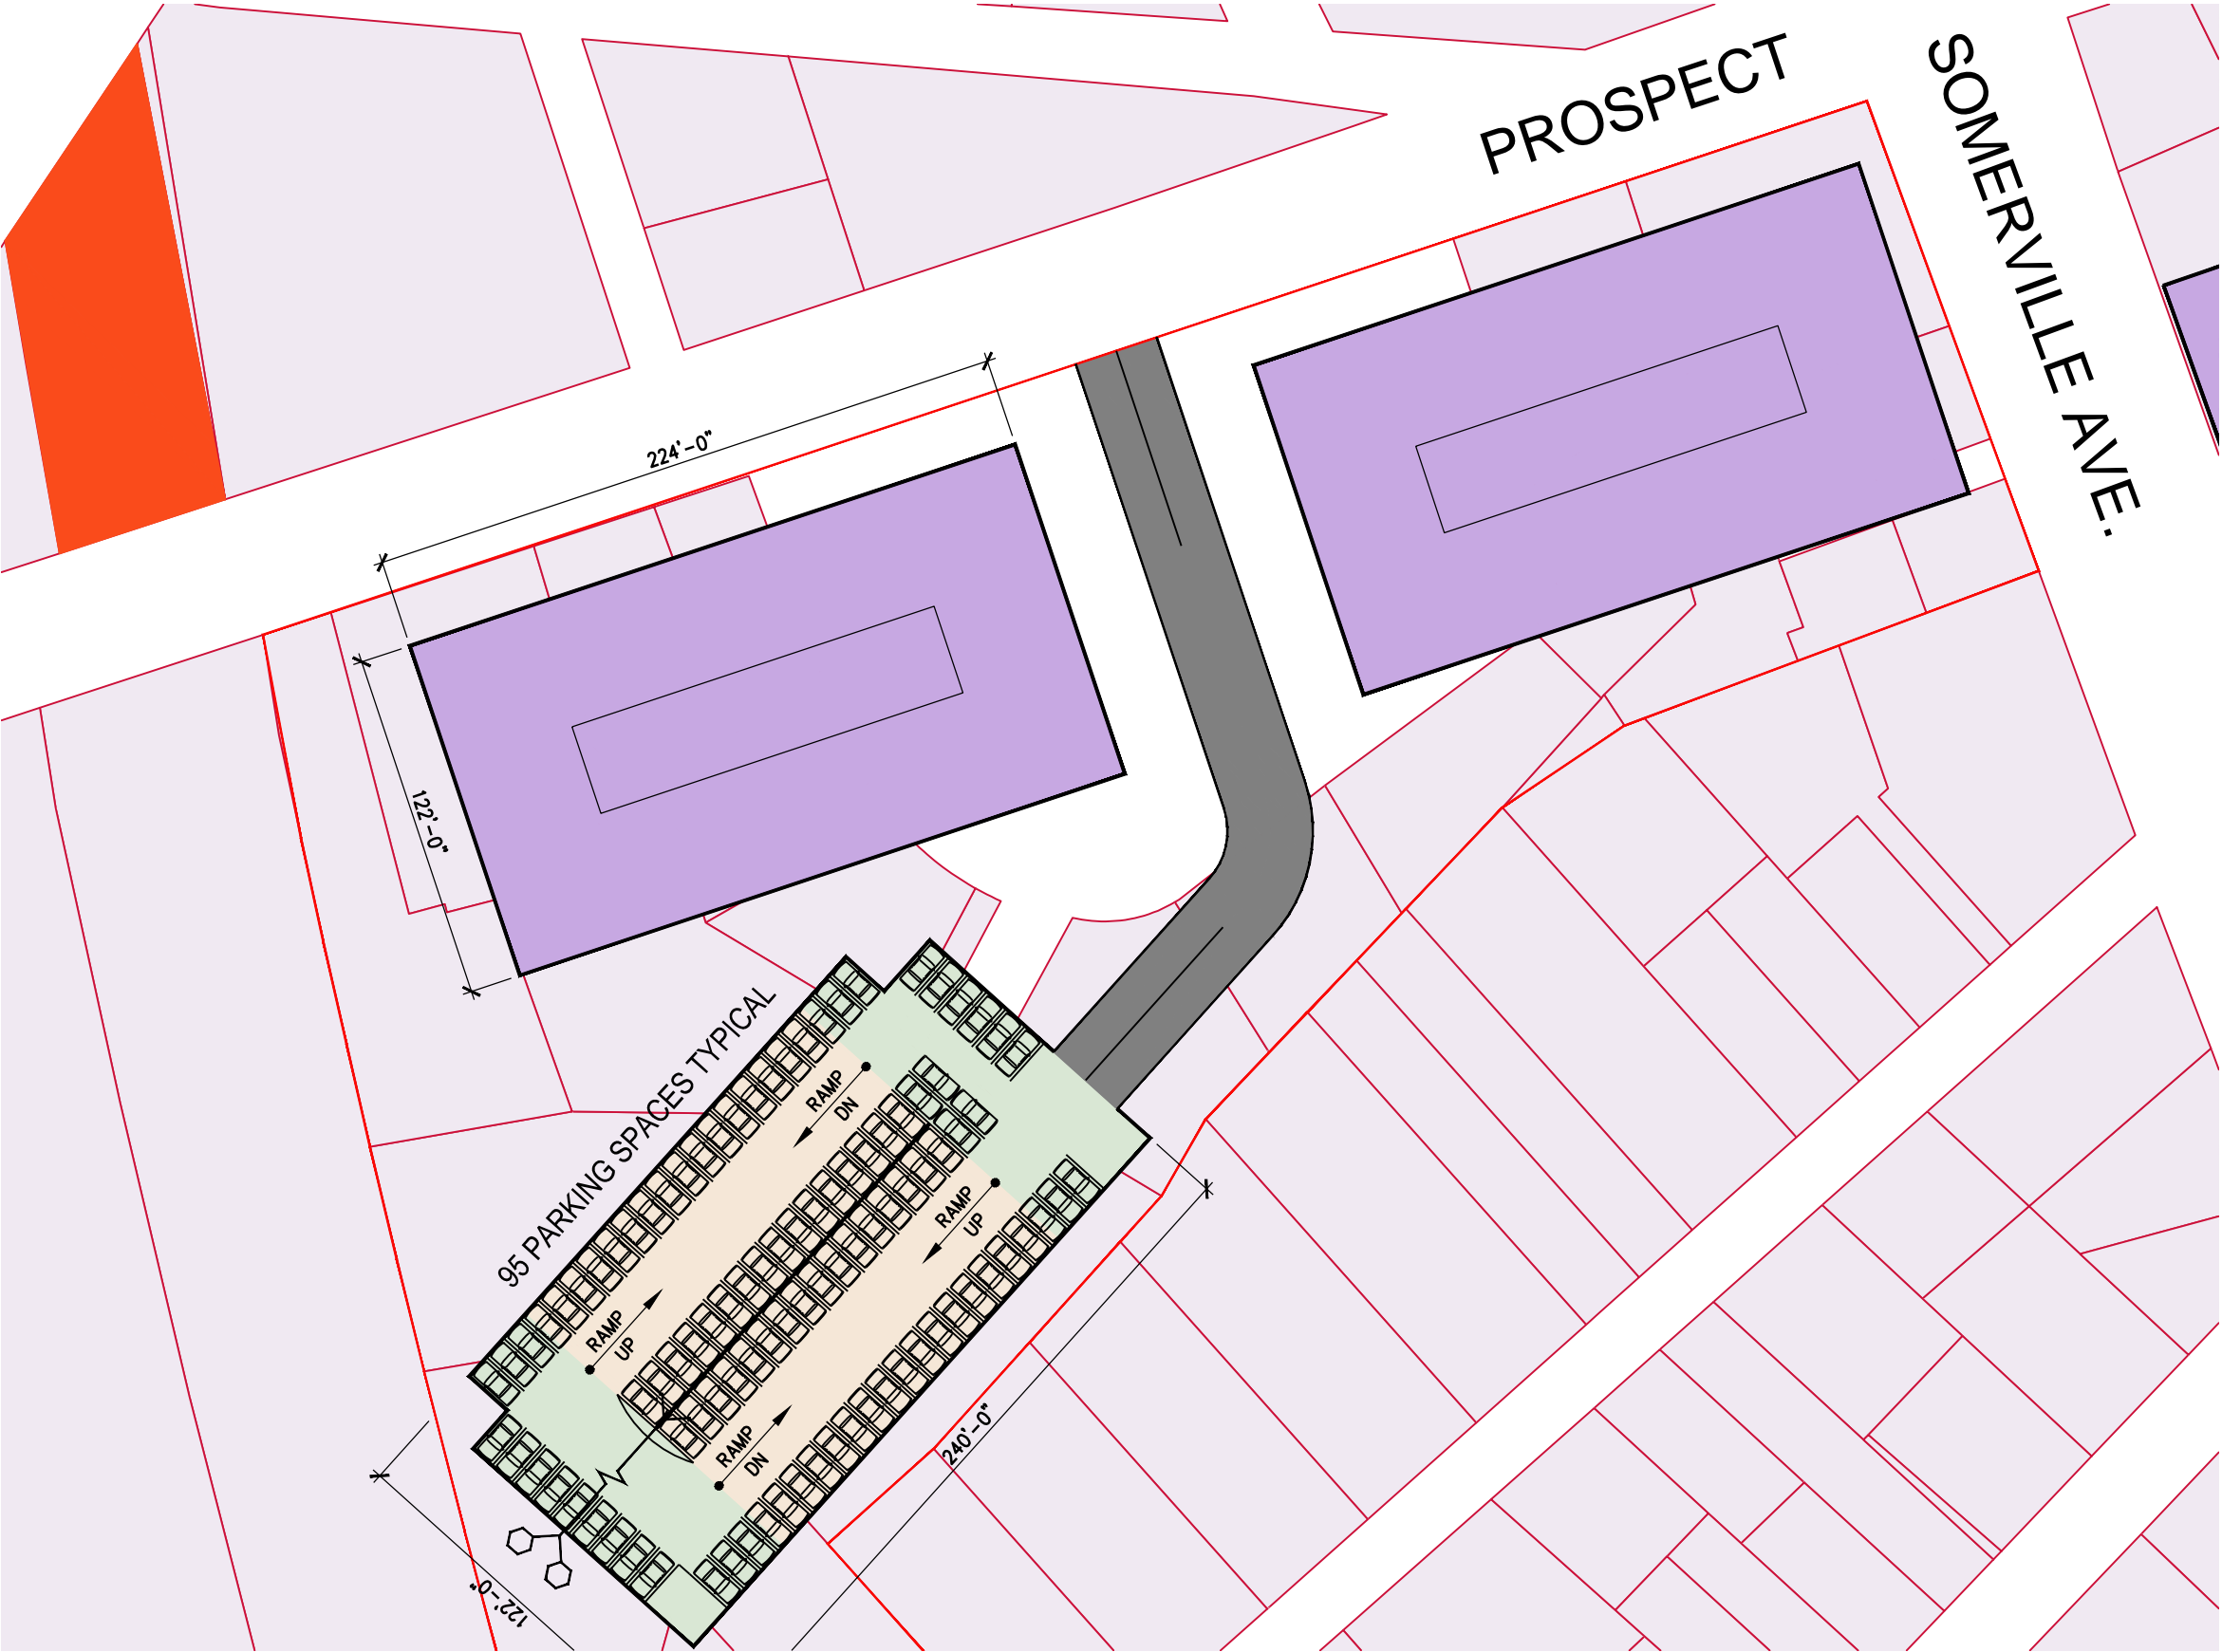 PROSPECT
SOMERVILLE AVE.
224'-0"
122'-0"
95 PARKING SPACES TYPICAL
RAMP
DN
RAMP
UP
RAMP
UP
RAMP
DN
240'-0"
122'-0"